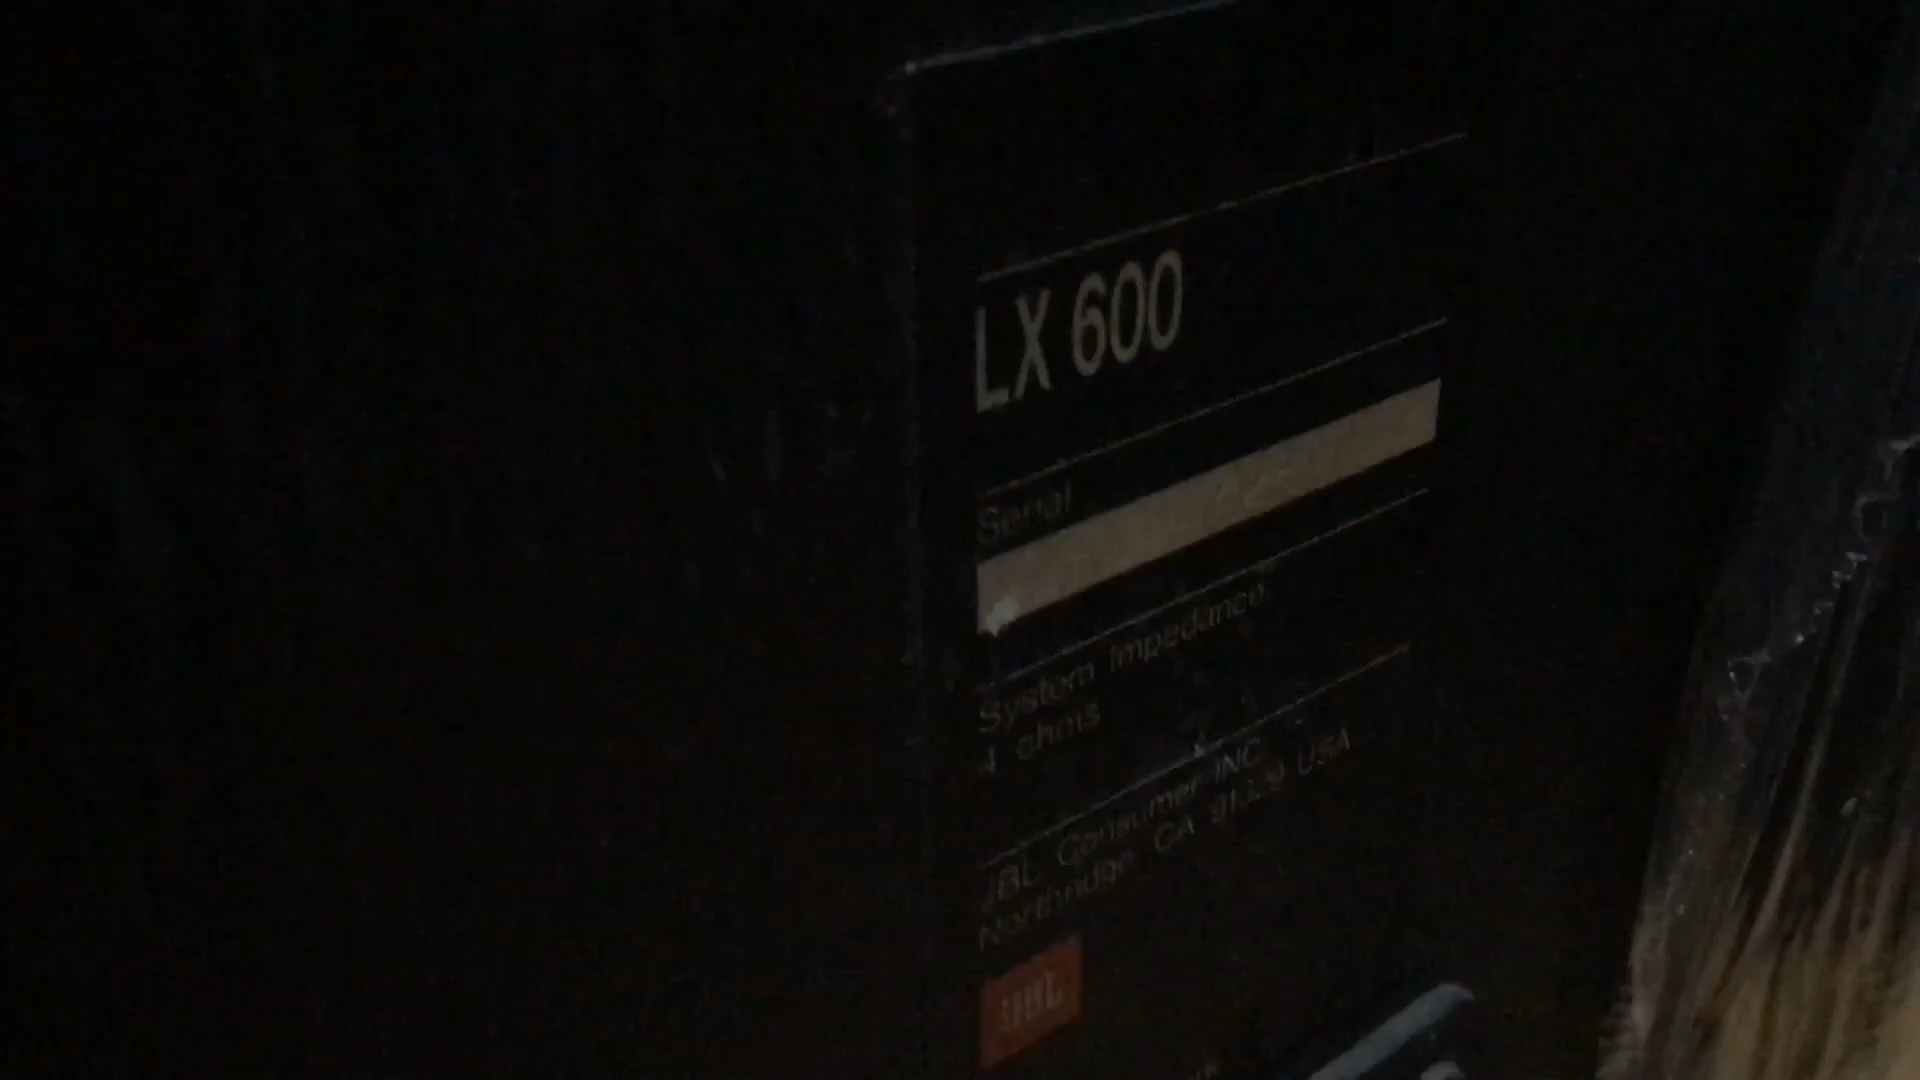 LX 600
Serial
System Impedance:
4 ohms
JBL Consumer INC.
Northridge CA 91329 USA
JBL